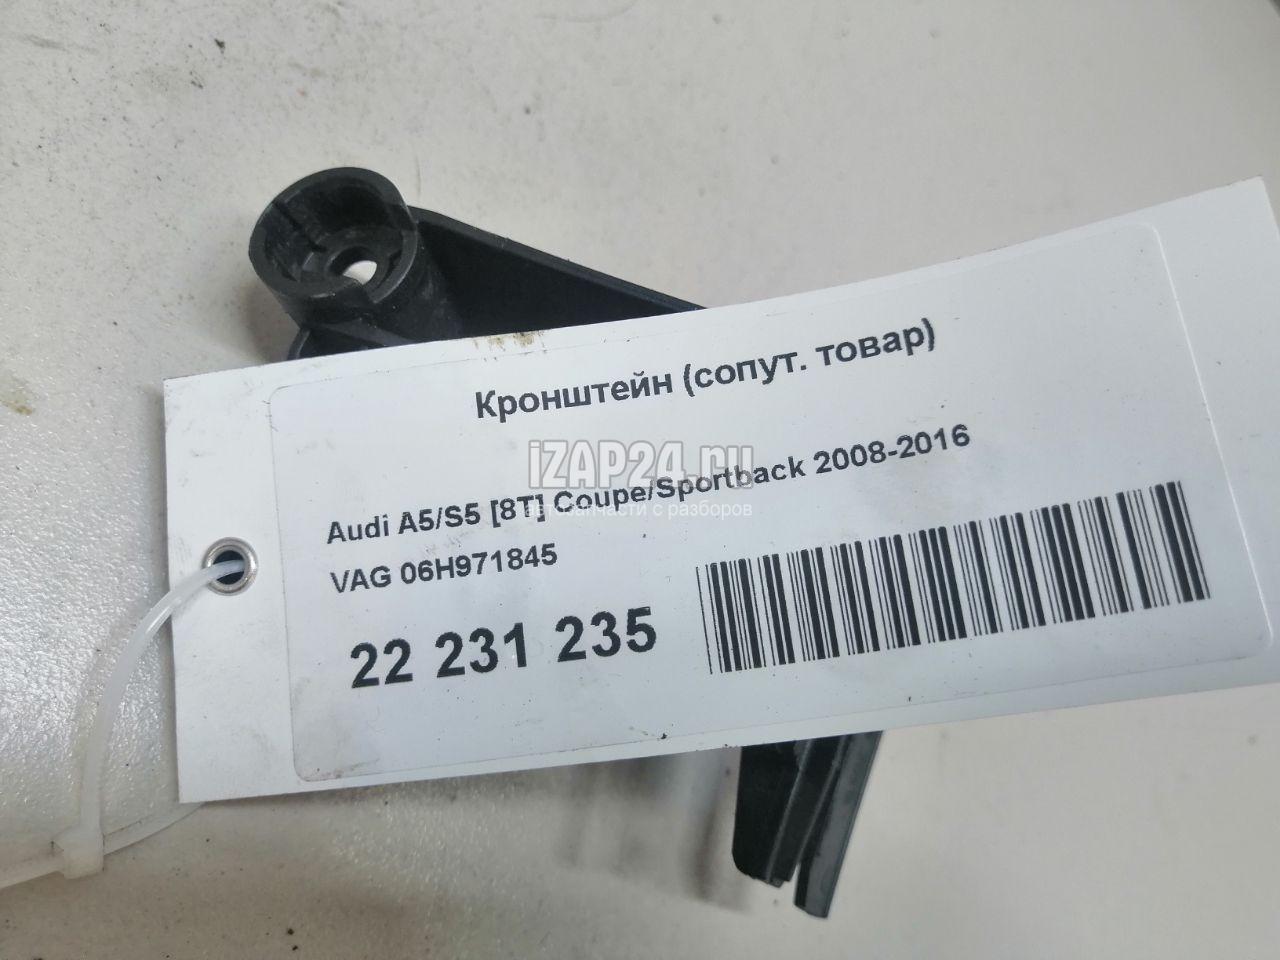 Кронштейн (сопут. товар)
iZAP24.ru
Audi A5/S5 [8T] Coupe/Sportback 2008-2016
автозапчасти с разборов
VAG 06H971845
22 231 235